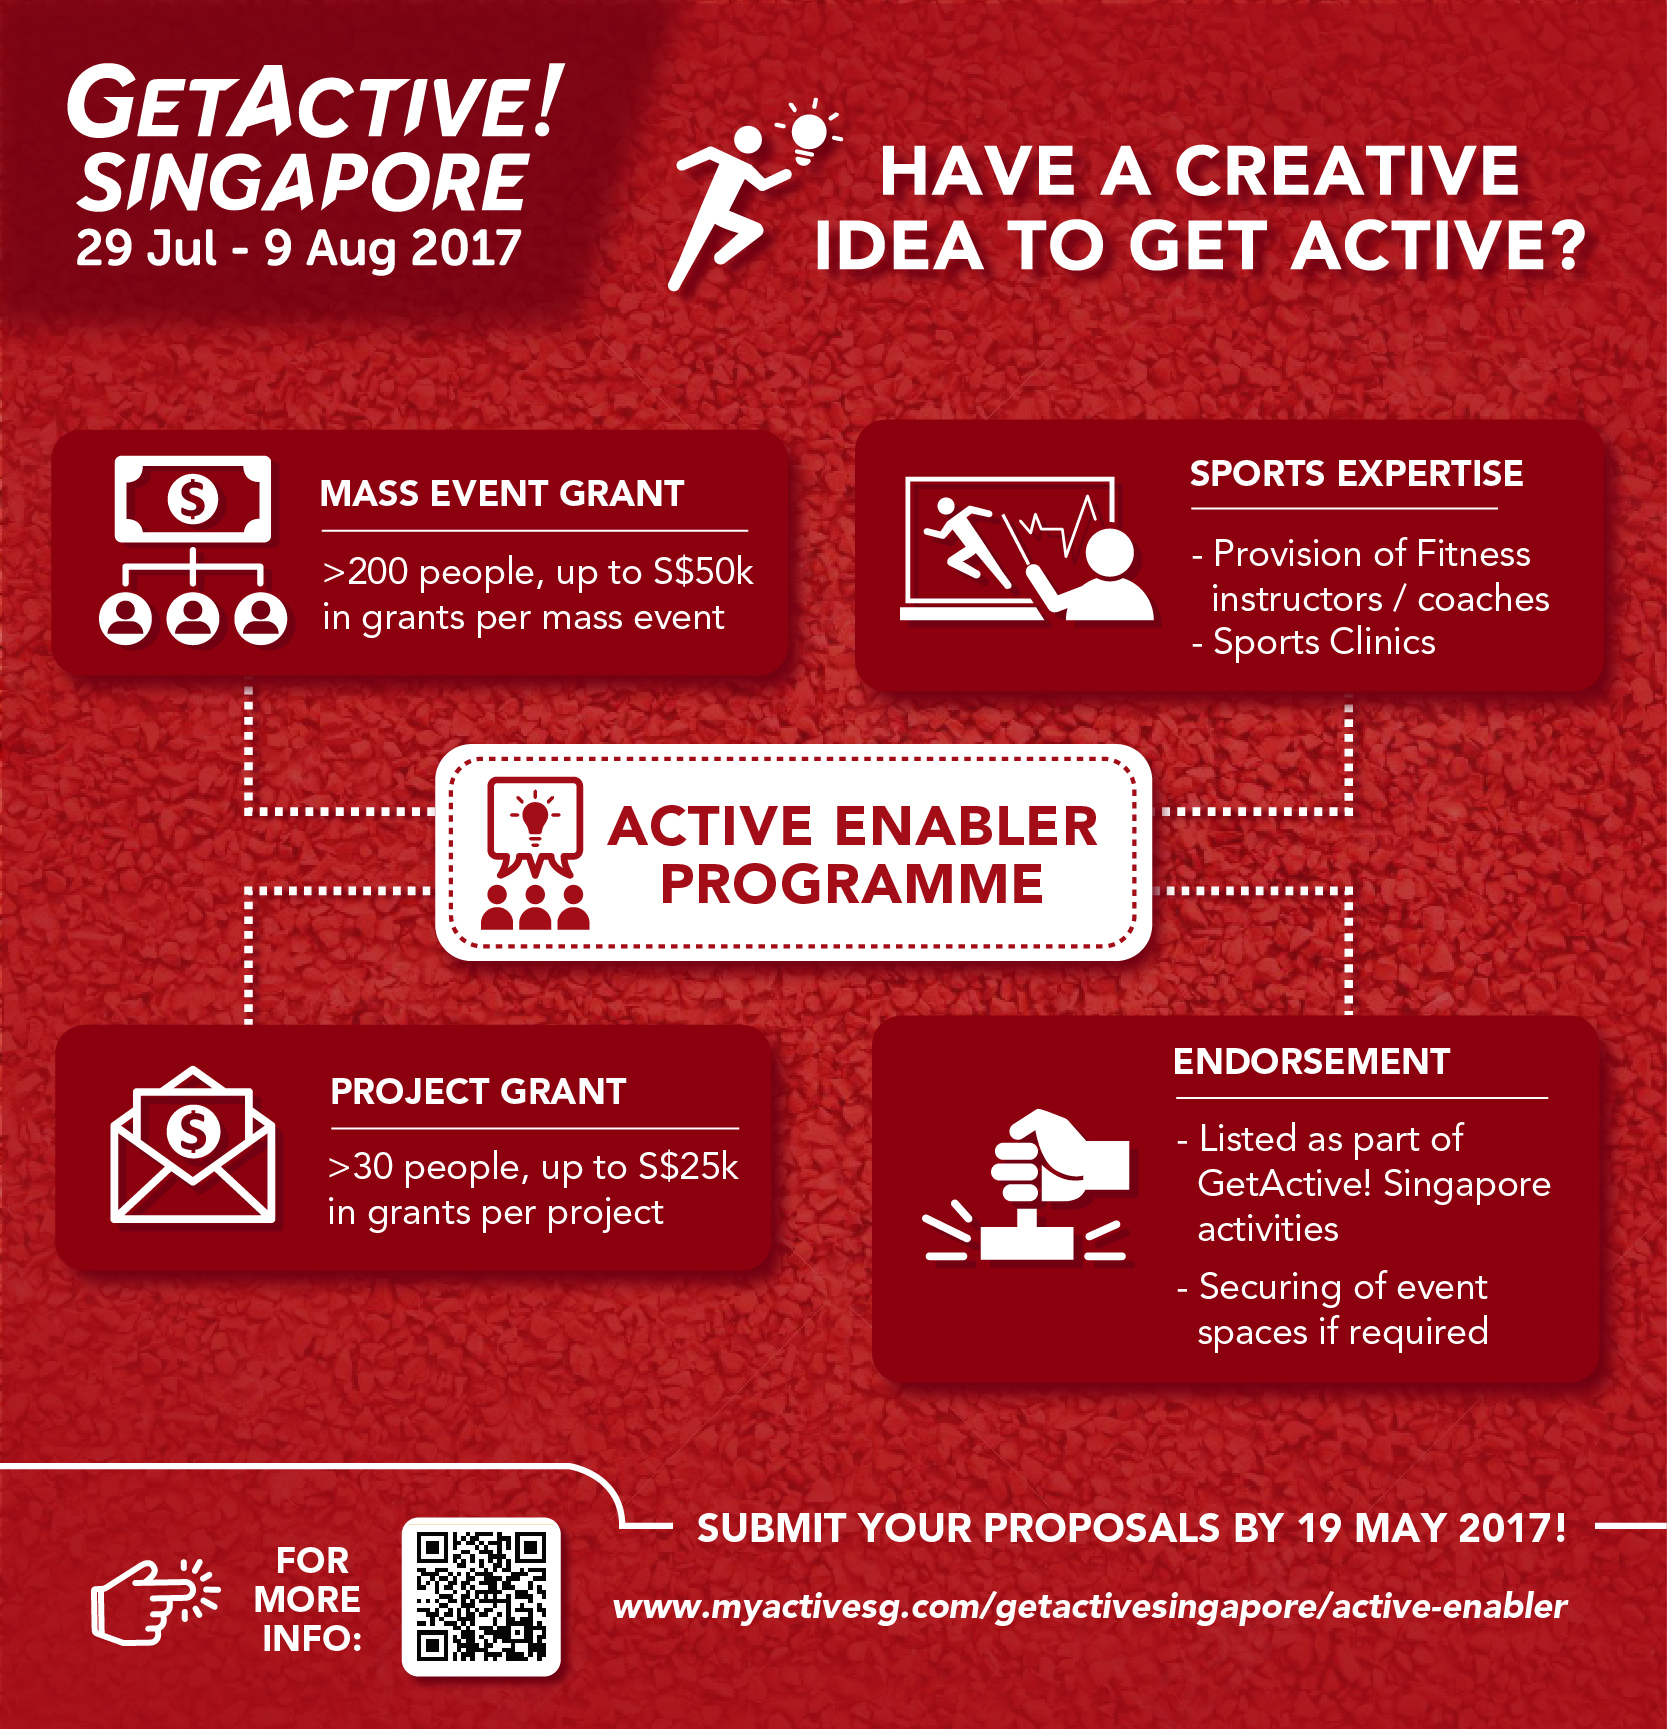 GETACTIVE!
SINGAPORE
29 Jul - 9 Aug 2017
HAVE A CREATIVE
IDEA TO GET ACTIVE?
$
MASS EVENT GRANT
>200 people, up to S$50k
in grants per mass event
SPORTS EXPERTISE
- Provision of Fitness
instructors / coaches
- Sports Clinics
ACTIVE ENABLER
PROGRAMME
$
PROJECT GRANT
>30 people, up to S$25k
in grants per project
ENDORSEMENT
- Listed as part of
GetActive! Singapore
activities
- Securing of event
spaces if required
FOR
MORE
INFO:
SUBMIT YOUR PROPOSALS BY 19 MAY 2017!
www.myactivesg.com/getactivesingapore/active-enabler